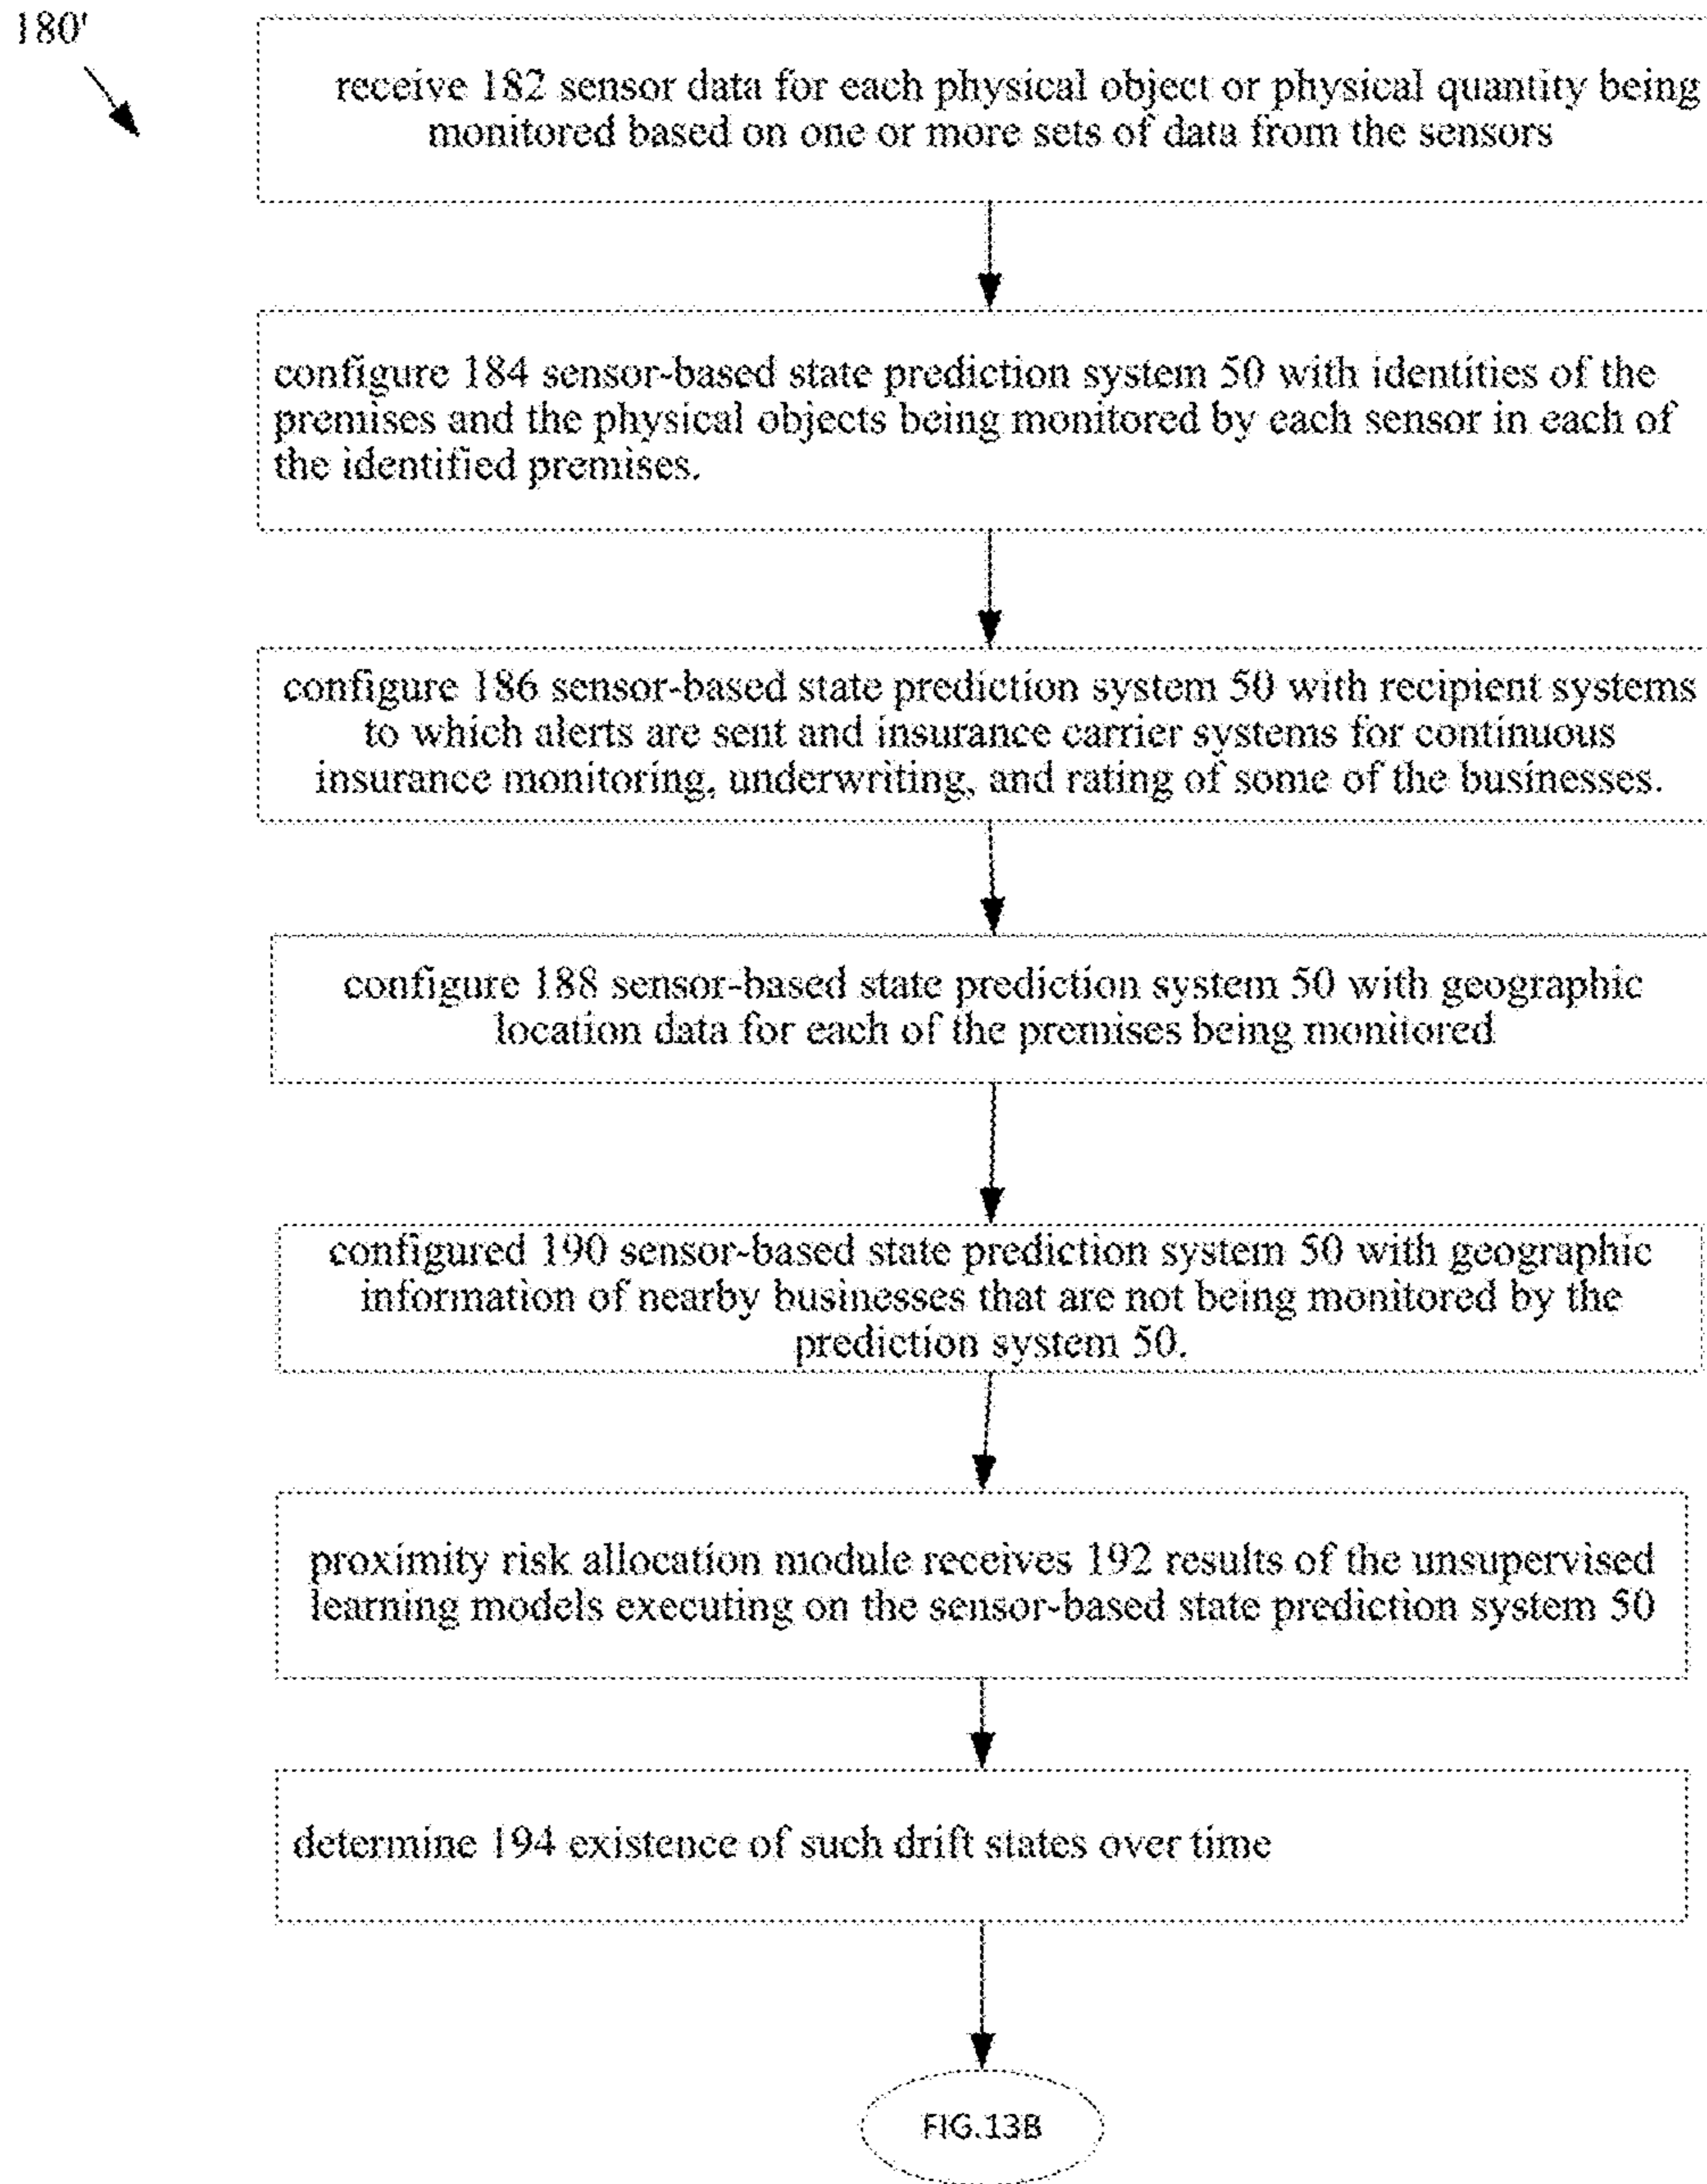 180'
receive 182 sensor data for each physical object or physical quantity being
monitored based on one or more sets of data from the sensors
configure 184 sensor-based state prediction system 50 with identities of the
premises and the physical objects being monitored by each sensor in each of
the identified premises.
configure 186 sensor-based state prediction system 50 with recipient systems
to which alerts are sent and insurance carrier systems for continuous
insurance monitoring, underwriting, and rating of some of the businesses.
configure 188 sensor-based state prediction system 50 with geographic
location data for each of the premises being monitored
configured 190 sensor-based state prediction system 50 with geographic
information of nearby businesses that are not being monitored by the
prediction system 50.
proximity risk allocation module receives 192 results of the unsupervised
learning models executing on the sensor-based state prediction system 50
determine 194 existence of such drift states over time
FIG.13B